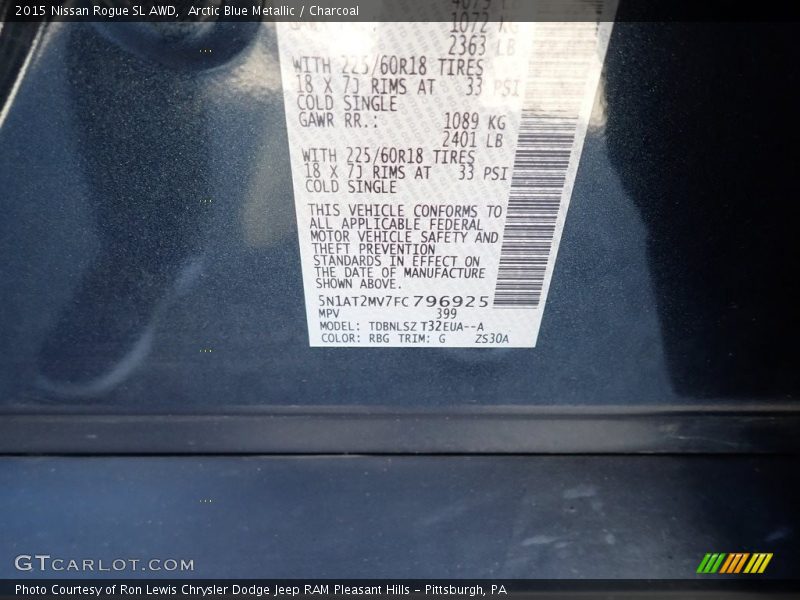 2015 Nissan Rogue SL AWD, Arctic Blue Metallic / Charcoal
1072 KG
2363 LB
WITH 225/60R18 TIRES
18 X 7J RIMS AT 33 PSI
COLD SINGLE
GAWR RR.: 1089 KG
2401 LB
WITH 225/60R18 TIRES
18 X 7J RIMS AT 33 PSI
COLD SINGLE
THIS VEHICLE CONFORMS TO
ALL APPLICABLE FEDERAL
MOTOR VEHICLE SAFETY AND
THEFT PREVENTION
STANDARDS IN EFFECT ON
THE DATE OF MANUFACTURE
SHOWN ABOVE.
5N1AT2MV7FC796925
MPV 399
MODEL: TDBNLSZ T32EUA--A
COLOR: RBG TRIM: G ZS30A
GTCARLOT.COM
Photo Courtesy of Ron Lewis Chrysler Dodge Jeep RAM Pleasant Hills - Pittsburgh, PA